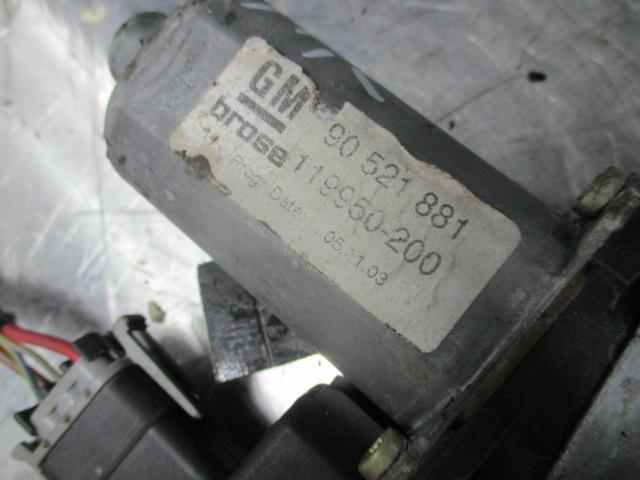 GM 90 521 881
brose 119950-200
Prog. Date: 05.11.03